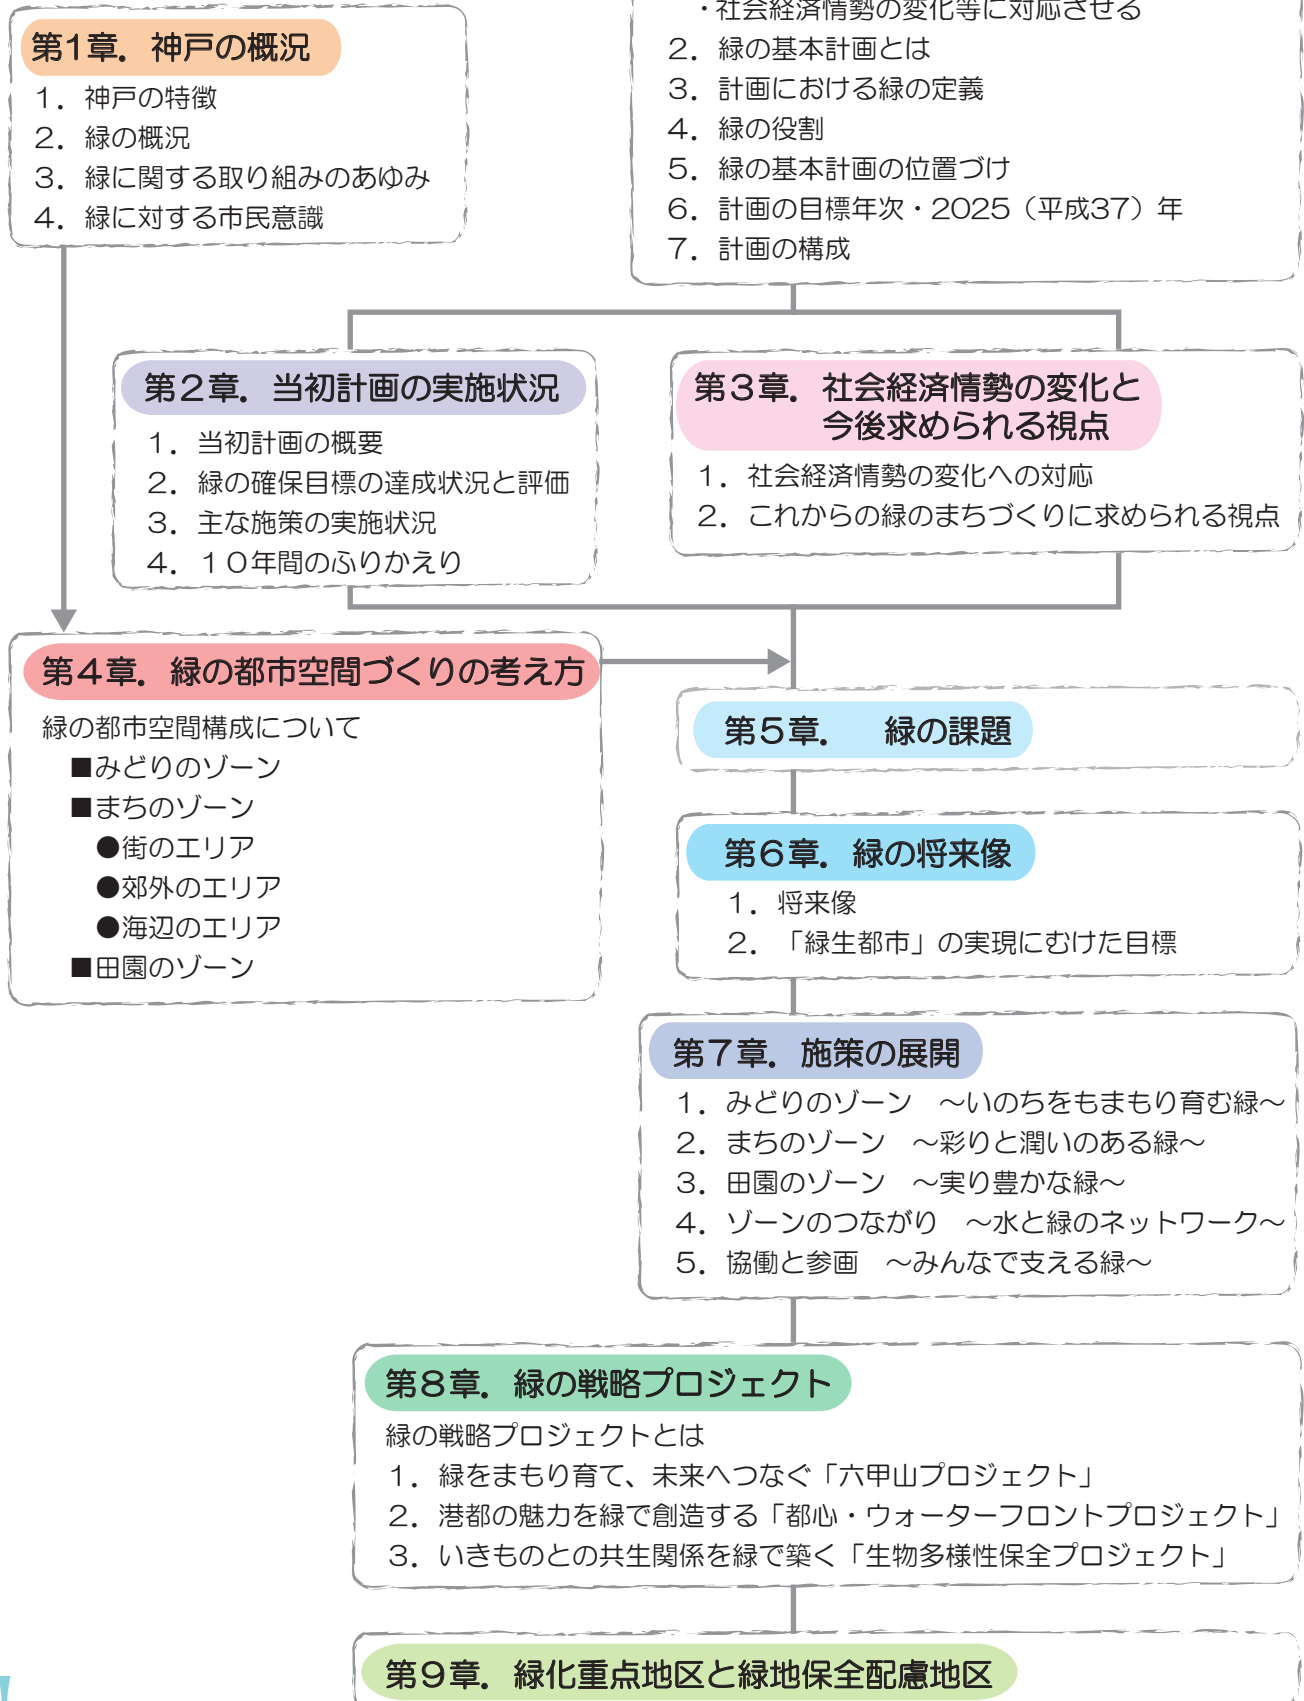 ・社会経済情勢の変化等に対応させる
2．緑の基本計画とは
3．計画における緑の定義
4．緑の役割
5．緑の基本計画の位置づけ
6．計画の目標年次・2025（平成37）年
7．計画の構成
第1章．神戸の概況
1．神戸の特徴
2．緑の概況
3．緑に関する取り組みのあゆみ
4．緑に対する市民意識
第2章．当初計画の実施状況
1．当初計画の概要
2．緑の確保目標の達成状況と評価
3．主な施策の実施状況
4．10年間のふりかえり
第3章．社会経済情勢の変化と
今後求められる視点
1．社会経済情勢の変化への対応
2．これからの緑のまちづくりに求められる視点
第4章．緑の都市空間づくりの考え方
緑の都市空間構成について
■みどりのゾーン
■まちのゾーン
●街のエリア
●郊外のエリア
●海辺のエリア
■田園のゾーン
第5章．　緑の課題
第6章．緑の将来像
1．将来像
2．「緑生都市」の実現にむけた目標
第7章．施策の展開
1．みどりのゾーン　～いのちをもまもり育む緑～
2．まちのゾーン　～彩りと潤いのある緑～
3．田園のゾーン　～実り豊かな緑～
4．ゾーンのつながり　～水と緑のネットワーク～
5．協働と参画　～みんなで支える緑～
第8章．緑の戦略プロジェクト
緑の戦略プロジェクトとは
1．緑をまもり育て、未来へつなぐ「六甲山プロジェクト」
2．港都の魅力を緑で創造する「都心・ウォーターフロントプロジェクト」
3．いきものとの共生関係を緑で築く「生物多様性保全プロジェクト」
第9章．緑化重点地区と緑地保全配慮地区